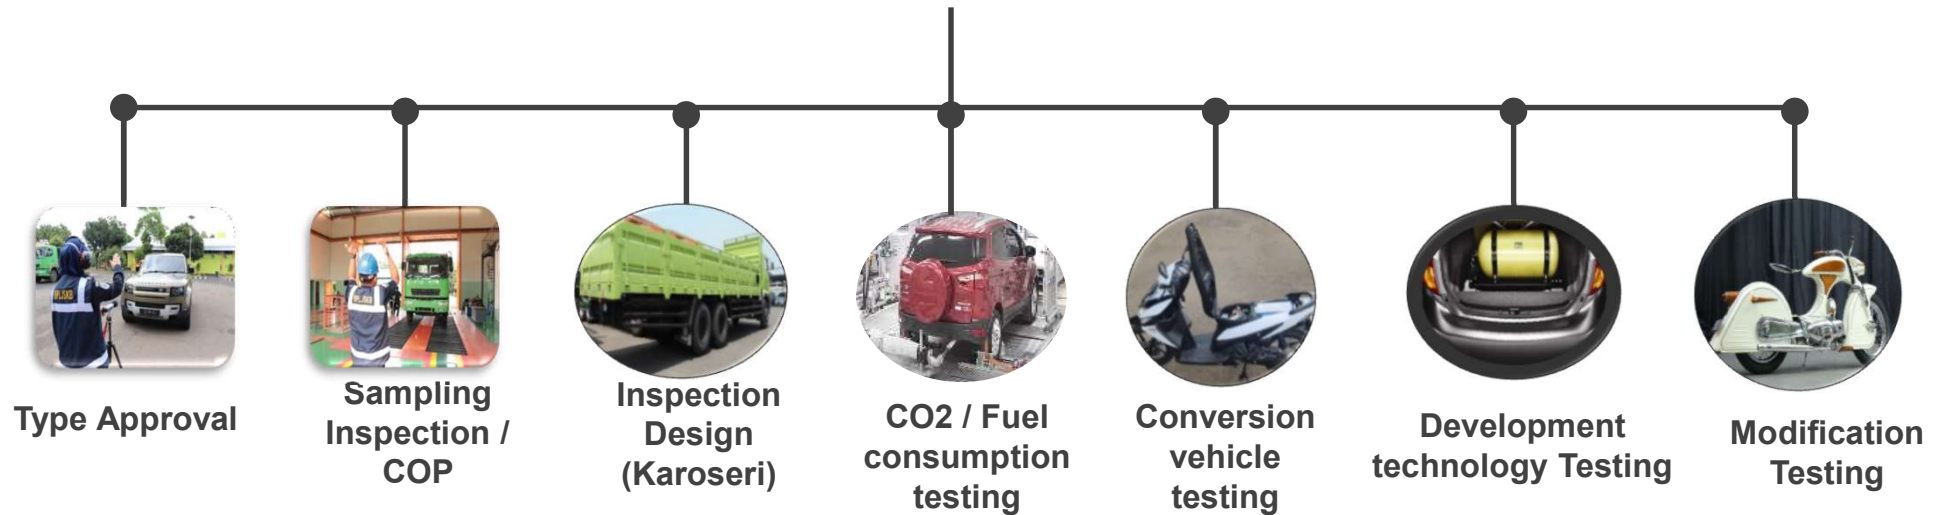 Type Approval
Sampling
Inspection /
COP
Inspection
Design
(Karoseri)
CO2 / Fuel
consumption
testing
Conversion
vehicle
testing
Development
technology Testing
Modification
Testing